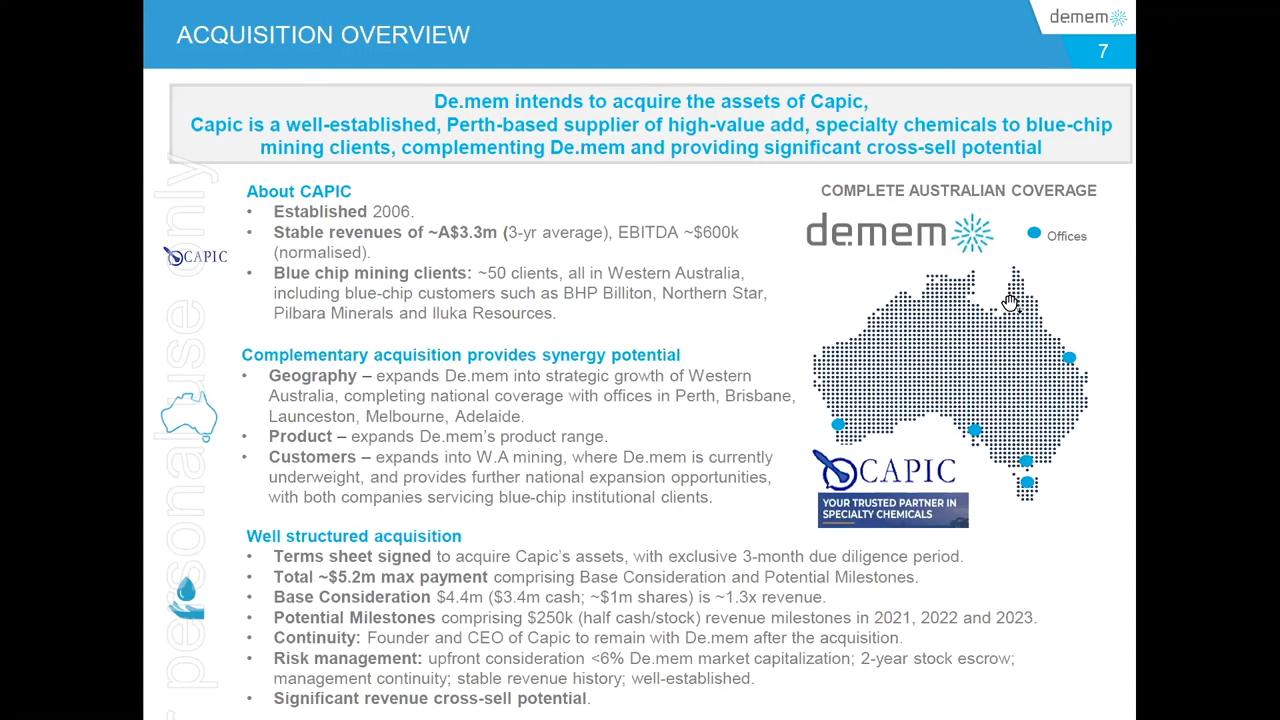 ACQUISITION OVERVIEW
demem
7
De.mem intends to acquire the assets of Capic,
Capic is a well-established, Perth-based supplier of high-value add, specialty chemicals to blue-chip
mining clients, complementing De.mem and providing significant cross-sell potential
About CAPIC
• Established 2006.
• Stable revenues of ~A$3.3m (3-yr average), EBITDA ~$600k
(normalised).
• Blue chip mining clients: ~50 clients, all in Western Australia,
including blue-chip customers such as BHP Billiton, Northern Star,
Pilbara Minerals and Iluka Resources.
CAPIC
Complementary acquisition provides synergy potential
• Geography – expands De.mem into strategic growth of Western
Australia, completing national coverage with offices in Perth, Brisbane,
Launceston, Melbourne, Adelaide.
• Product – expands De.mem's product range.
• Customers – expands into W.A mining, where De.mem is currently
underweight, and provides further national expansion opportunities,
with both companies servicing blue-chip institutional clients.
COMPLETE AUSTRALIAN COVERAGE
de.mem
Offices
CAPIC
YOUR TRUSTED PARTNER IN
SPECIALTY CHEMICALS
Well structured acquisition
• Terms sheet signed to acquire Capic's assets, with exclusive 3-month due diligence period.
• Total ~$5.2m max payment comprising Base Consideration and Potential Milestones.
• Base Consideration $4.4m ($3.4m cash; ~$1m shares) is ~1.3x revenue.
• Potential Milestones comprising $250k (half cash/stock) revenue milestones in 2021, 2022 and 2023.
• Continuity: Founder and CEO of Capic to remain with De.mem after the acquisition.
• Risk management: upfront consideration <6% De.mem market capitalization; 2-year stock escrow;
management continuity; stable revenue history; well-established.
• Significant revenue cross-sell potential.
personal use only